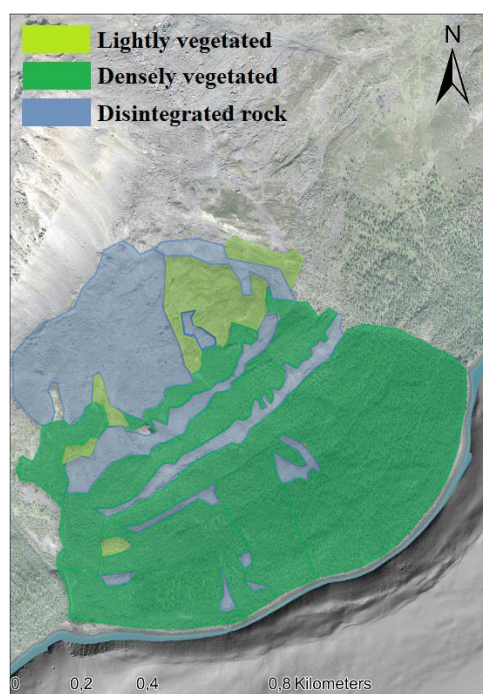 Lightly vegetated
N
Densely vegetated
Disintegrated rock
0 0,2 0,4 0,8 Kilometers